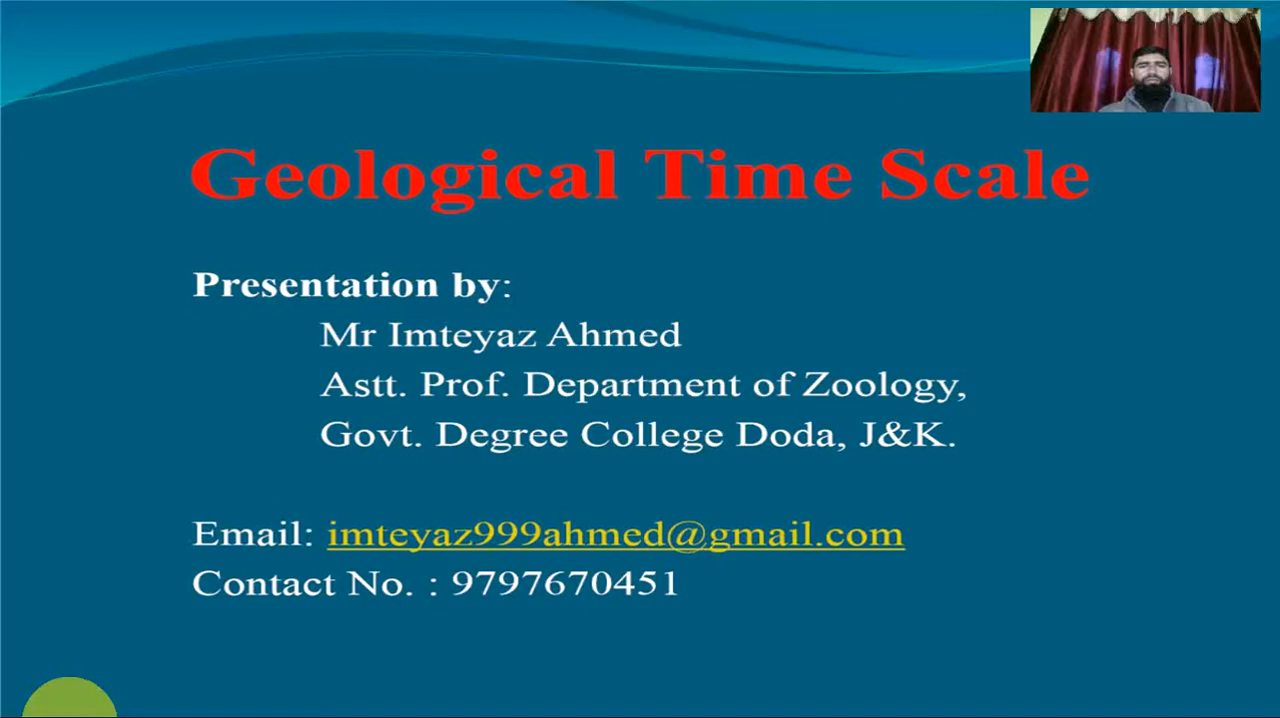 Geological Time Scale
Presentation by:
Mr Imteyaz Ahmed
Astt. Prof. Department of Zoology,
Govt. Degree College Doda, J&K.
Email: imteyaz999ahmed@gmail.com
Contact No. : 9797670451